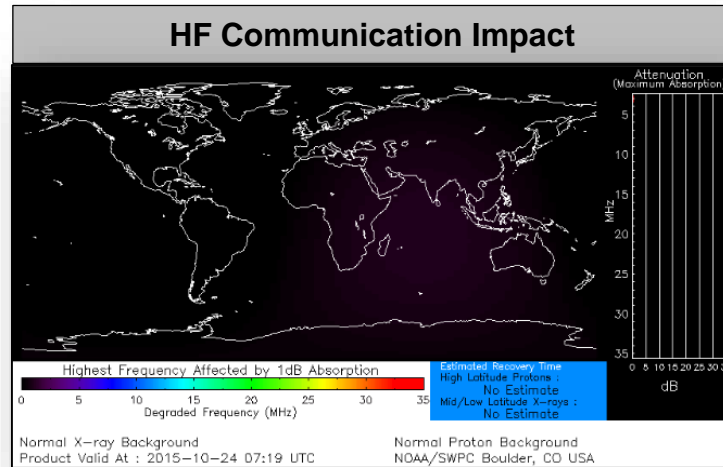 HF Communication Impact
Attenuation
(Maximum Absorption
5
10
15
20
25
30
35
MHz
0 5 10 15 20 25 30 3
dB
Highest Frequency Affected by 1dB Absorption
0 5 10 15 20 25 30 35
Degraded Frequency (MHz)
Estimated Recovery Time
High Latitude Protons :
No Estimate
Mid/Low Latitude X-rays :
No Estimate
Normal X-ray Background
Product Valid At : 2015-10-24 07:19 UTC
Normal Proton Background
NOAA/SWPC Boulder, CO USA